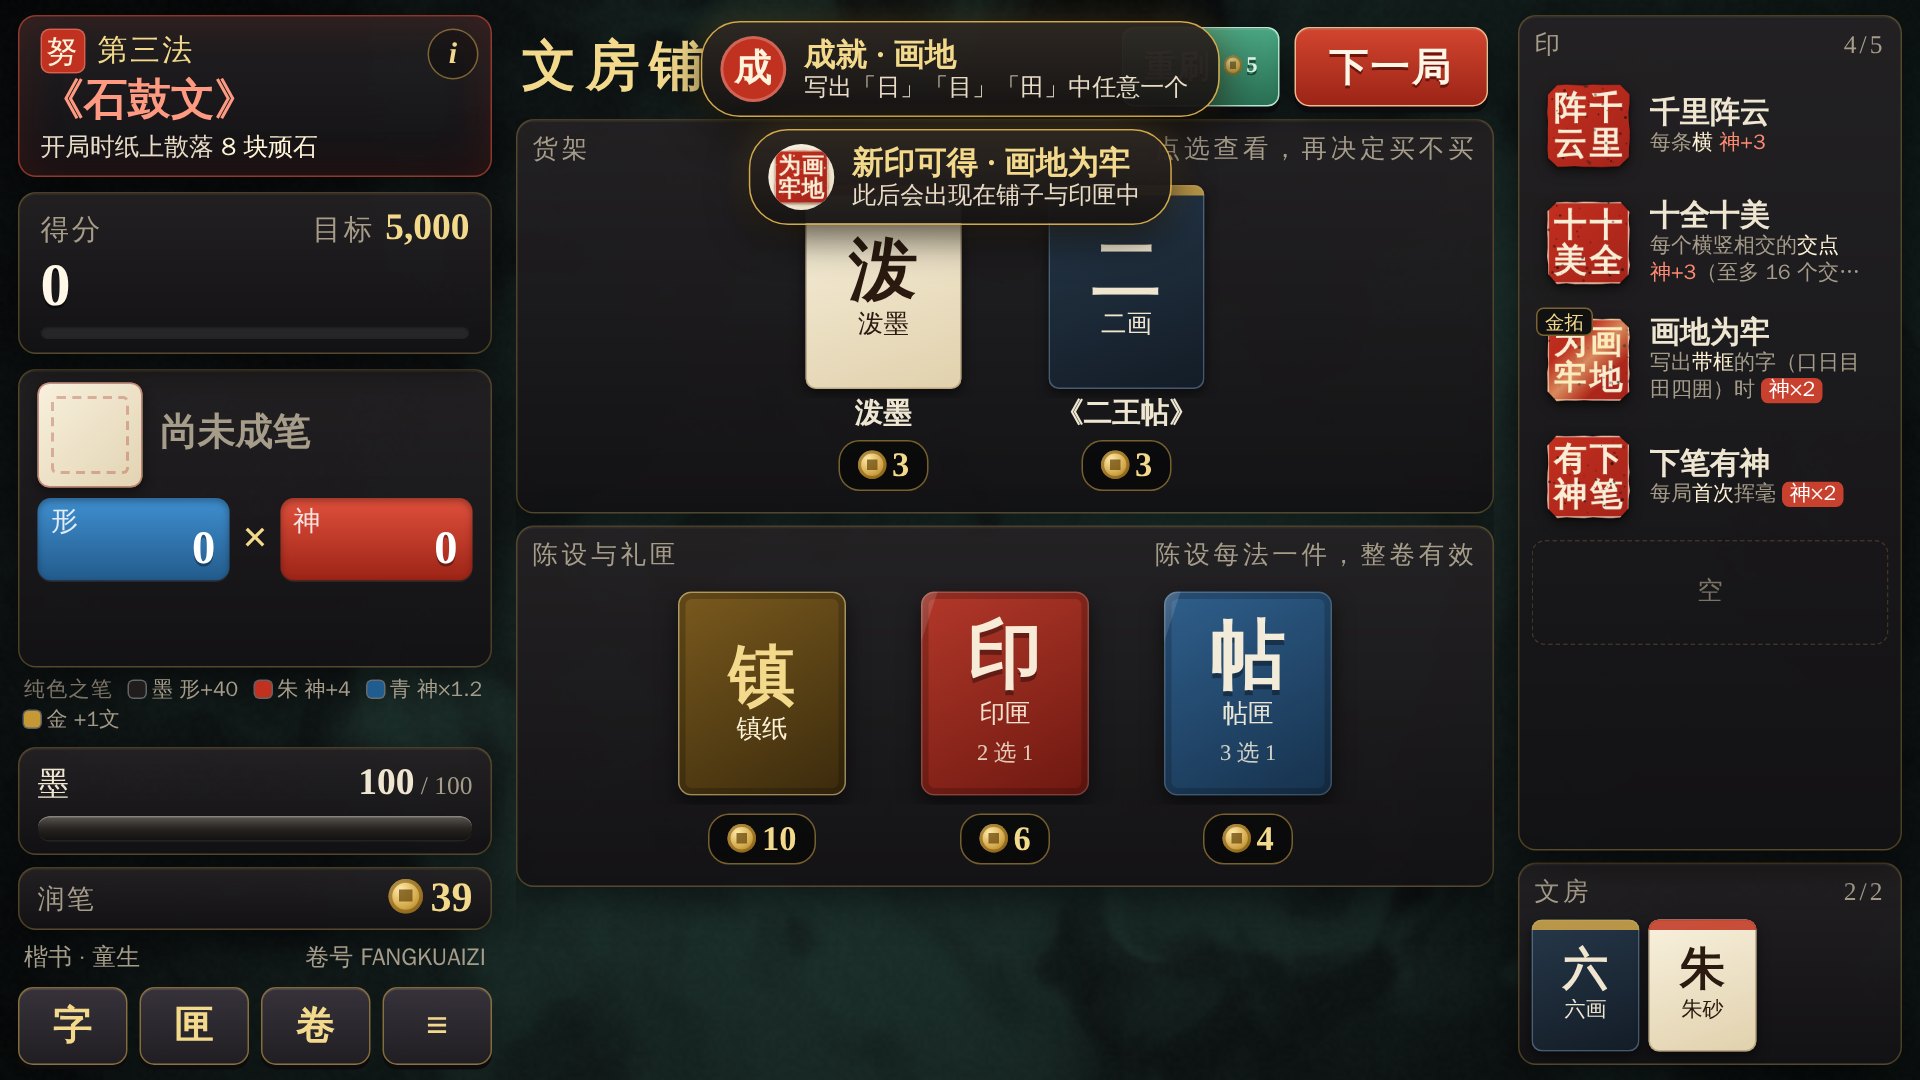 努 第三法
i
《石鼓文》
开局时纸上散落 8 块顽石
得分
目标 5,000
0
尚未成笔
形
0
×
神
0
纯色之笔 墨 形+40 朱 神+4 青 神×1.2
金 +1文
墨 100 / 100
润笔 39
楷书 · 童生
卷号 FANGKUAIZI
字
匣
卷
≡
文房铺
重刷 5
下一局
成
成就 · 画地
写出「日」「目」「田」中任意一个
为画
牢地
新印可得 · 画地为牢
此后会出现在铺子与印匣中
货架
点选查看，再决定买不买
泼
泼墨
泼墨
3
二
二画
《二王帖》
3
陈设与礼匣
陈设每法一件，整卷有效
镇
镇纸
10
印
印匣
2 选 1
6
帖
帖匣
3 选 1
4
印 4/5
阵千
云里
千里阵云
每条横 神+3
十十
美全
十全十美
每个横竖相交的交点
神+3（至多 16 个交…
金拓
为画
牢地
画地为牢
写出带框的字（口日目
田四囲）时 神×2
有下
神笔
下笔有神
每局首次挥毫 神×2
空
文房 2/2
六
六画
朱
朱砂